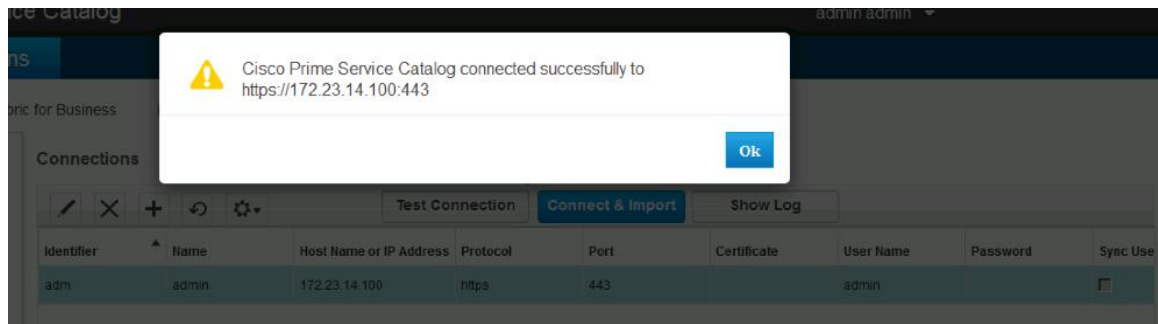 ce Catalog
admin admin
ns
Cisco Prime Service Catalog connected successfully to
https://172.23.14.100:443
bric for Business
Ok
Connections
Test Connection
Connect & Import
Show Log
Identifier Name Host Name or IP Address Protocol Port Certificate User Name Password Sync Use
adm admin 172.23.14.100 https 443 admin